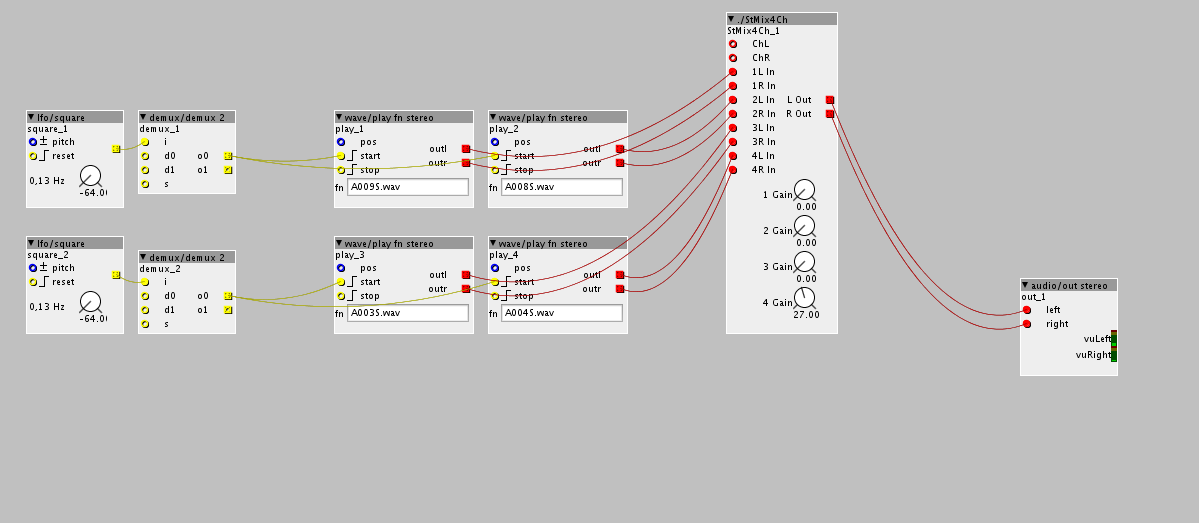 ▼ lfo/square
square_1
± pitch
reset
0,13 Hz
-64.0
▼ demux/demux 2
demux_1
i
d0 o0
d1 o1
s
▼ wave/play fn stereo
play_1
pos
outl
start
outr
stop
fn A009S.wav
▼ wave/play fn stereo
play_2
pos
outl
start
outr
stop
fn A008S.wav
▼ lfo/square
square_2
± pitch
reset
0,13 Hz
-64.0
▼ demux/demux 2
demux_2
i
d0 o0
d1 o1
s
▼ wave/play fn stereo
play_3
pos
outl
start
outr
stop
fn A003S.wav
▼ wave/play fn stereo
play_4
pos
outl
start
outr
stop
fn A004S.wav
▼ ./StMix4Ch
StMix4Ch_1
ChL
ChR
1L In
1R In
2L In L Out
2R In R Out
3L In
3R In
4L In
4R In
1 Gain
0.00
2 Gain
0.00
3 Gain
0.00
4 Gain
27.00
▼ audio/out stereo
out_1
left
right
vuLeft
vuRight